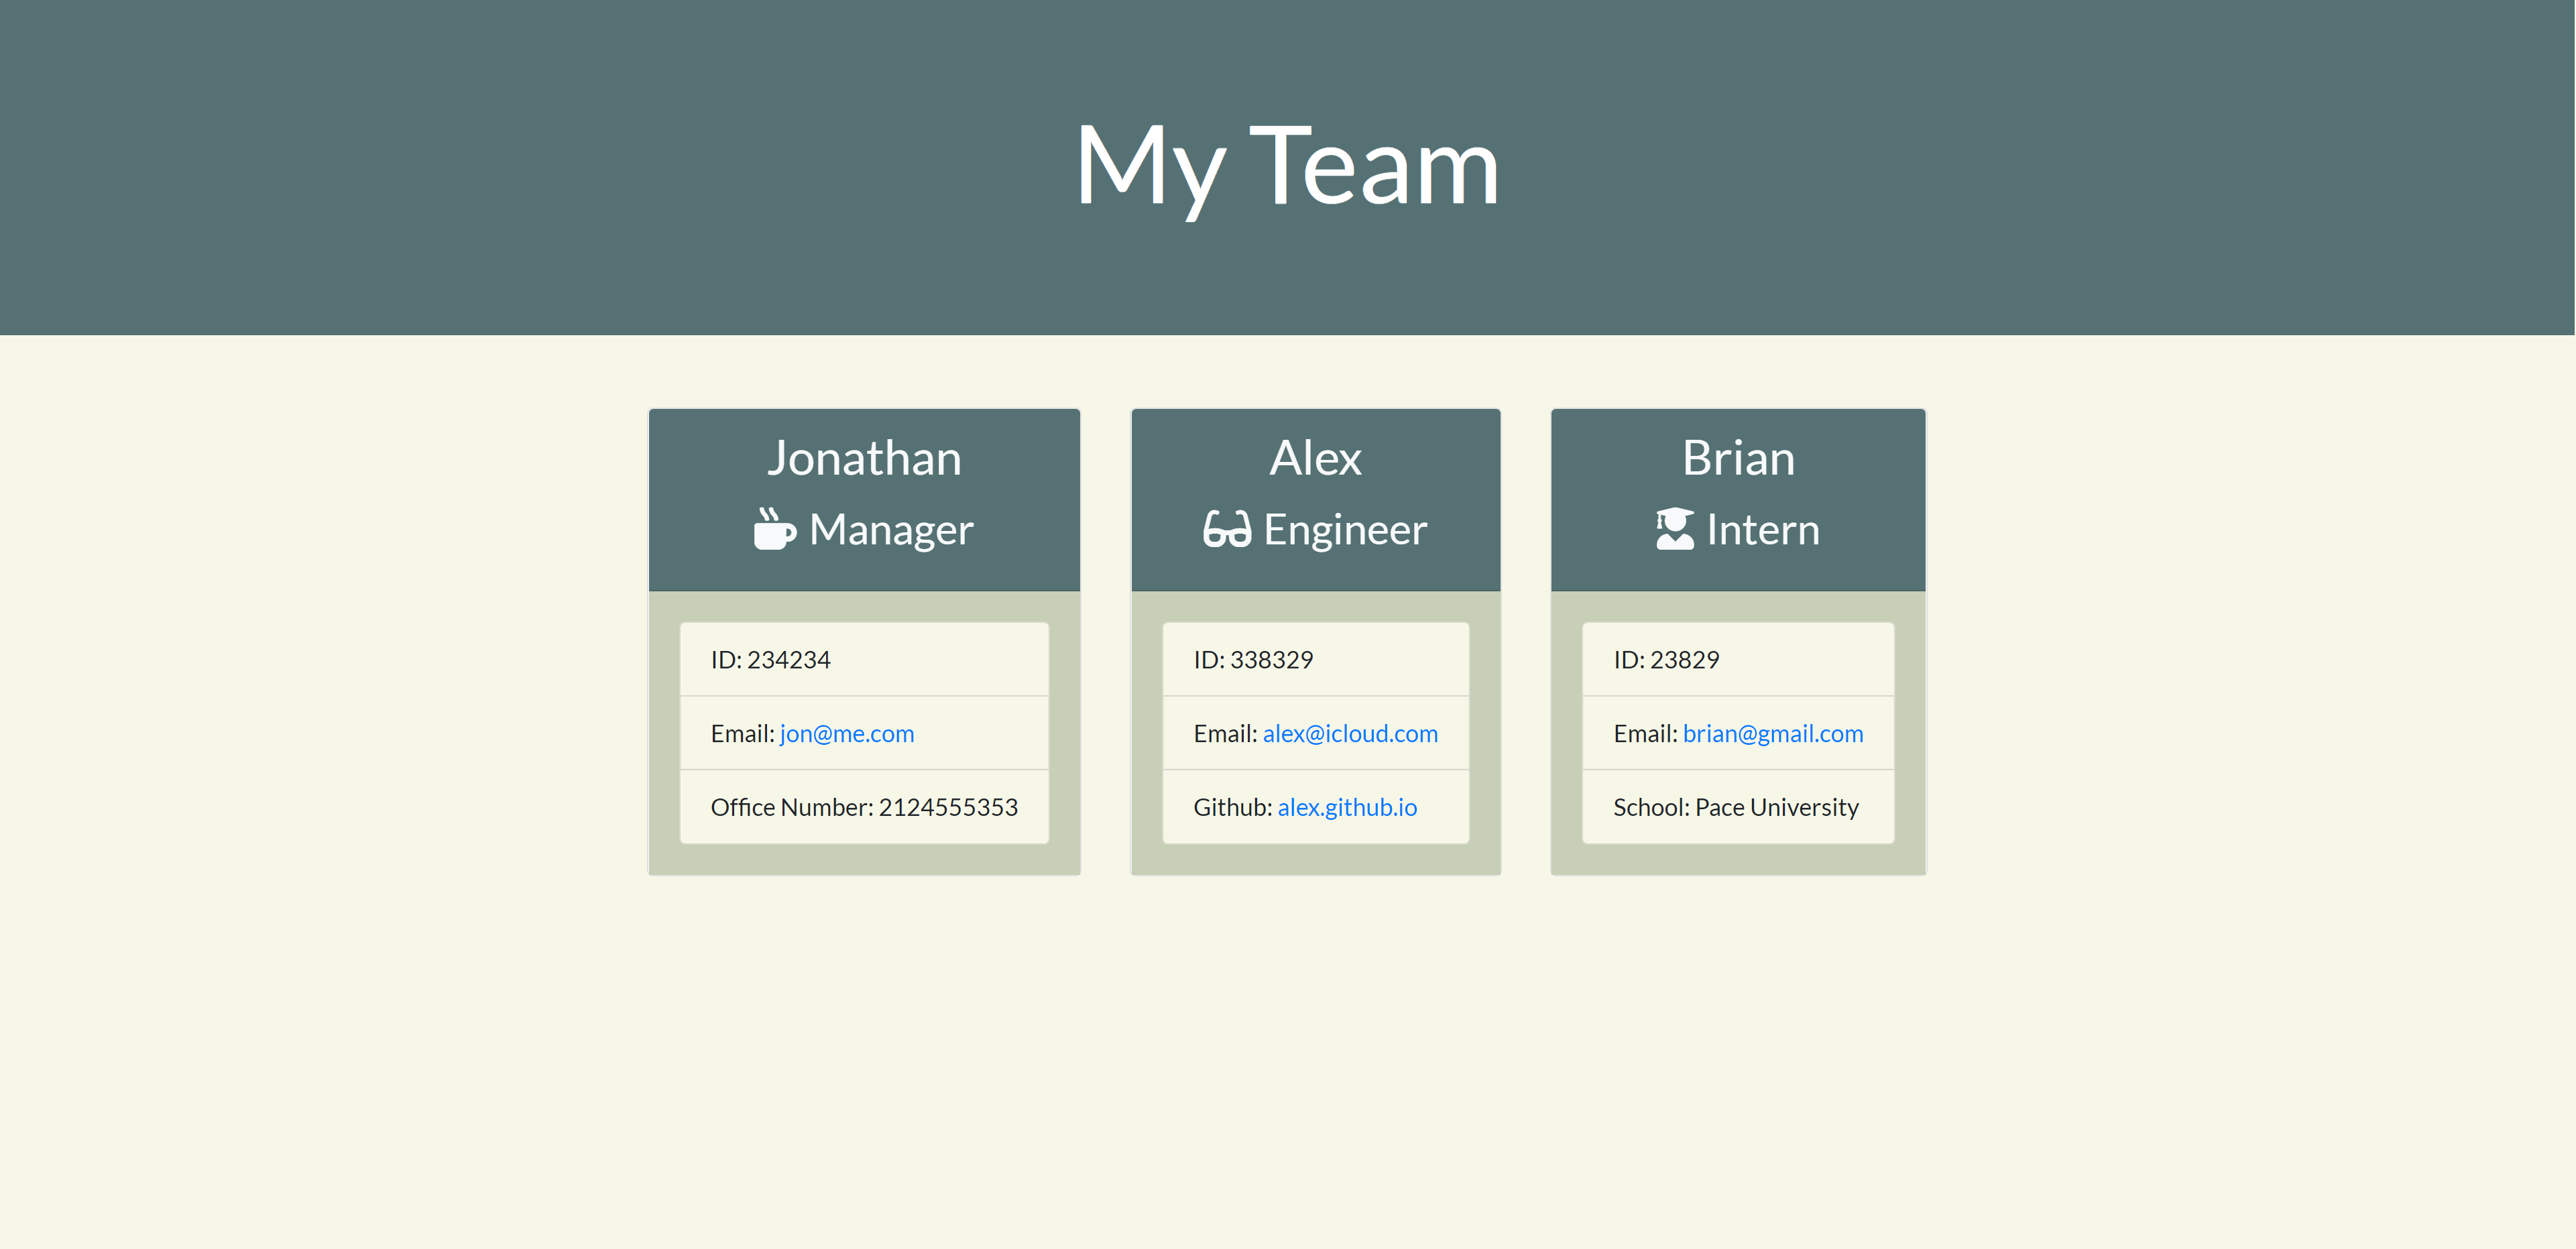 My Team
Jonathan
Manager
ID: 234234
Email: jon@me.com
Office Number: 2124555353
Alex
Engineer
ID: 338329
Email: alex@icloud.com
Github: alex.github.io
Brian
Intern
ID: 23829
Email: brian@gmail.com
School: Pace University